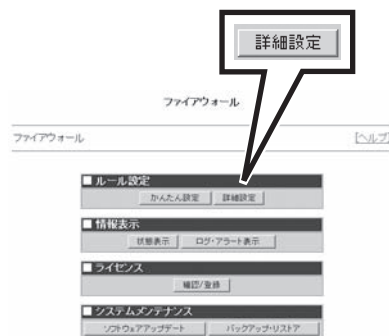 詳細設定
ファイアウォール
ファイアウォール [ヘルプ]
■ルール設定
かんたん設定 詳細設定
■情報表示
状態表示 ログ・アラート表示
■ライセンス
確認/登録
■システムメンテナンス
ソフトウェアアップデート バックアップ・リストア